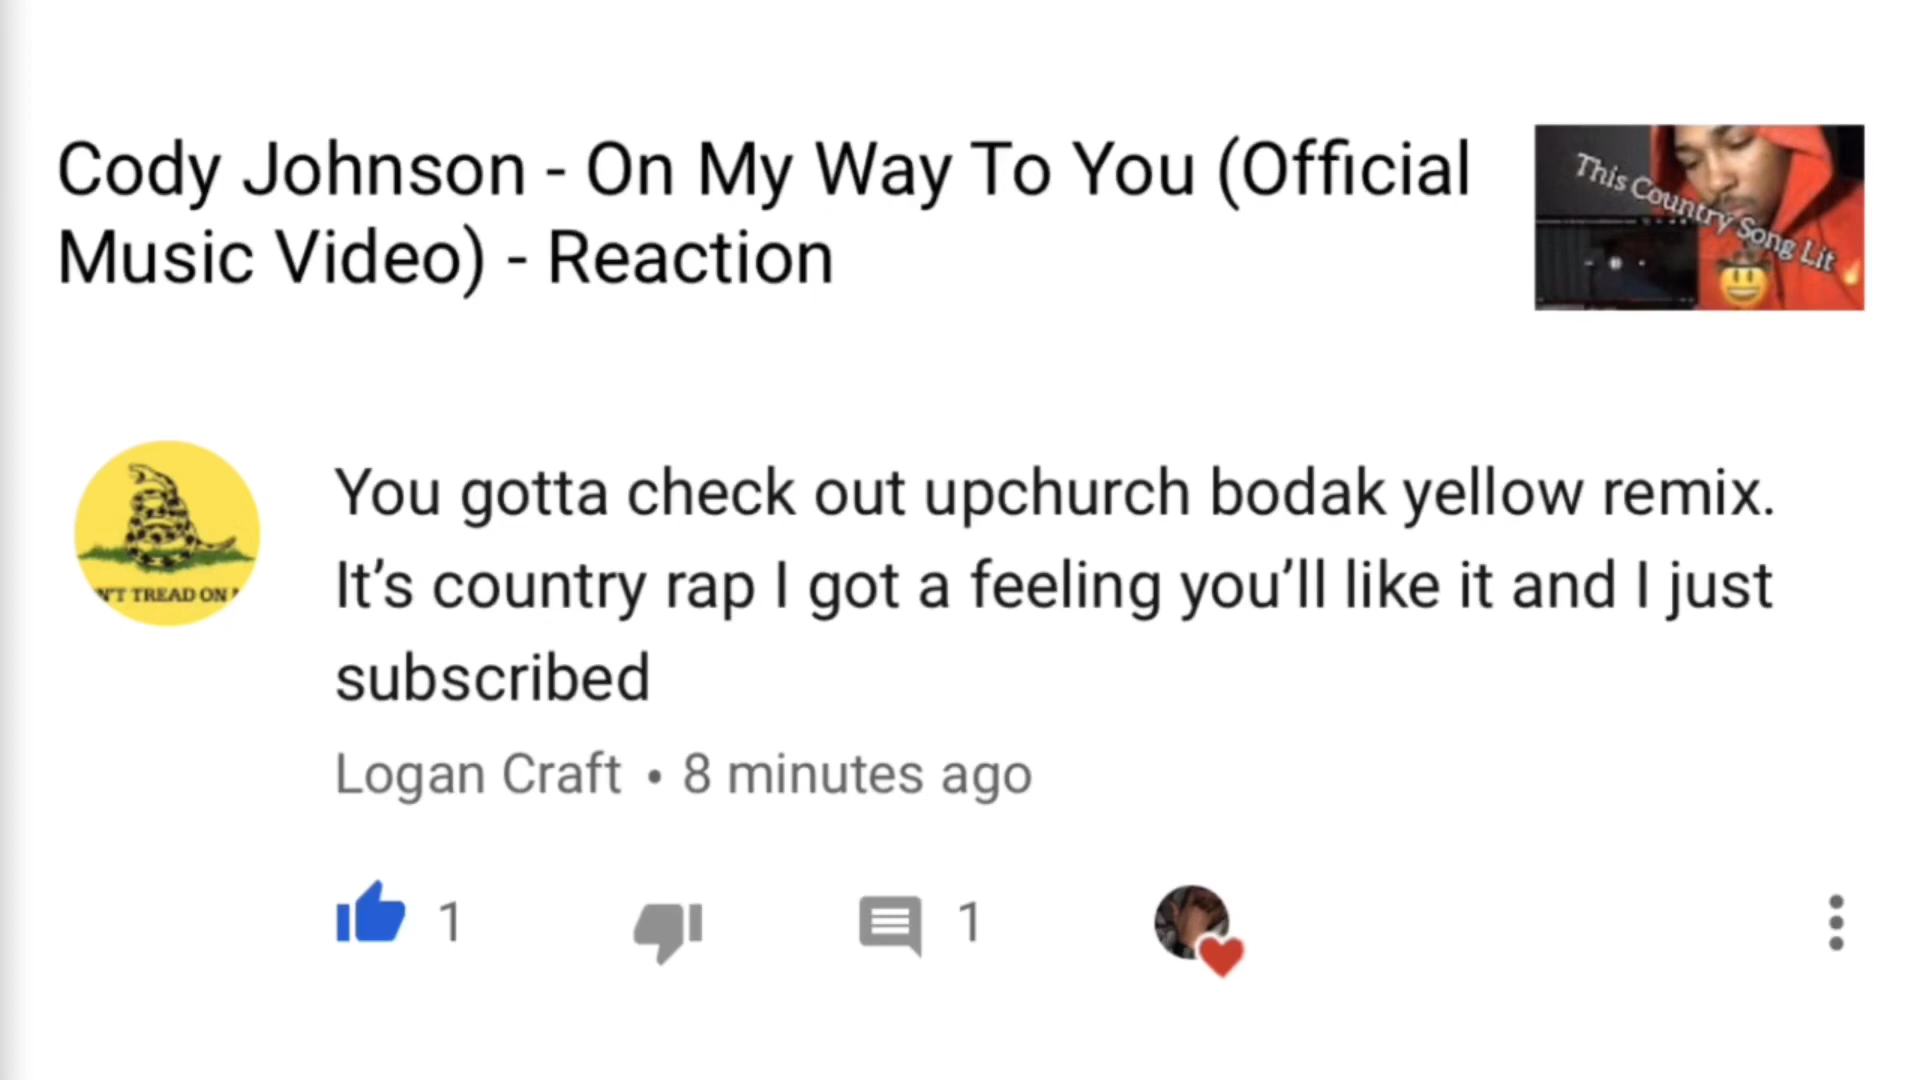 Cody Johnson - On My Way To You (Official
Music Video) - Reaction
This Country Song Lit
You gotta check out upchurch bodak yellow remix.
It’s country rap I got a feeling you’ll like it and I just
subscribed
N'T TREAD ON
Logan Craft • 8 minutes ago
1
1